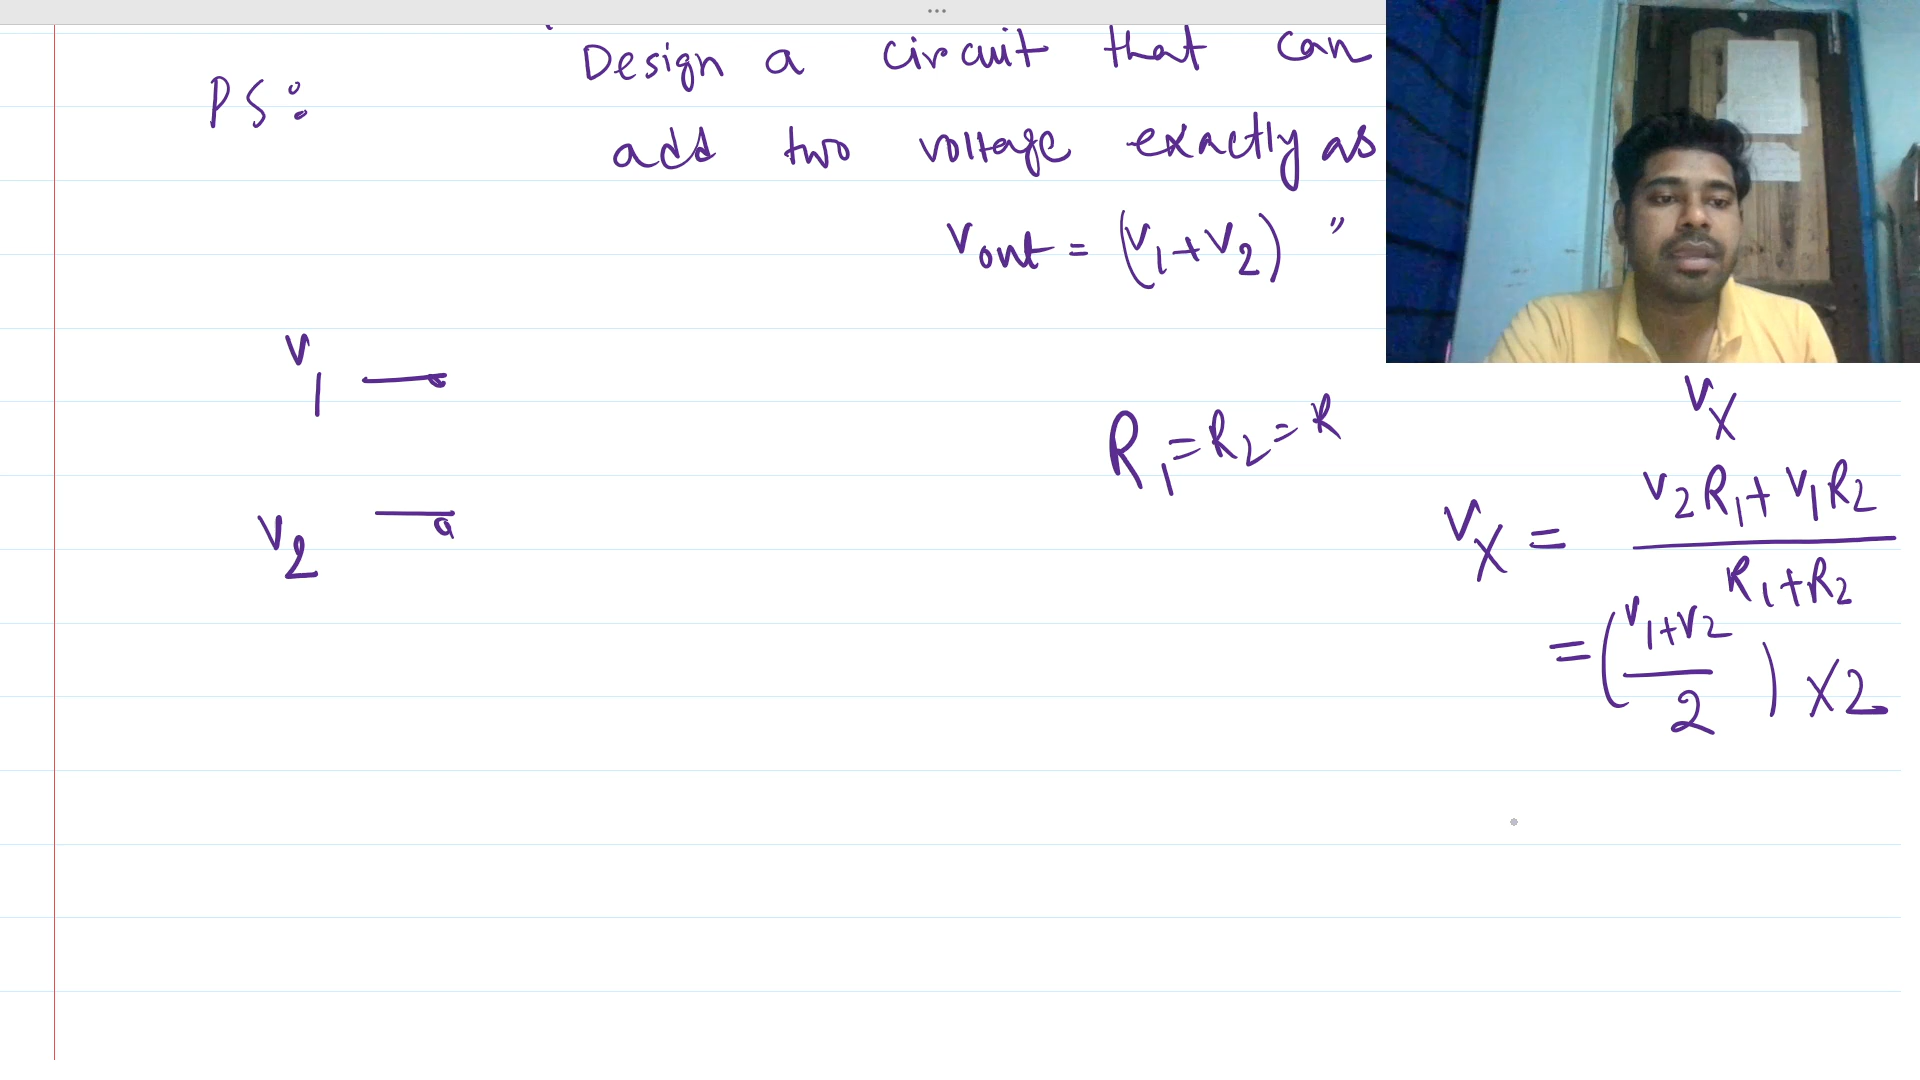 Design a circuit that can
PS:
add two voltage exactly as
Vout = (V1+V2) "
V1
V2
R1=R2=R
VX
VX = V2R1+V1R2 / R1+R2
= (V1+V2 / 2) X2